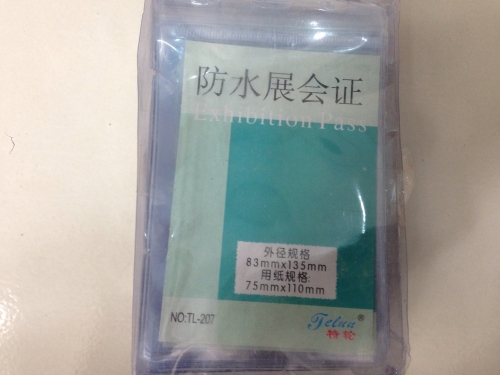 防水展会证
Exhibition Pass
外径规格
83mmx135mm
用纸规格:
75mmx110mm
NO:TL-207
Telun®
特纶